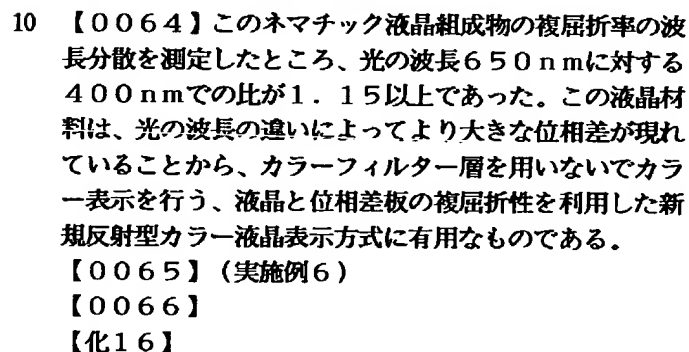 10 【0064】このネマチック液晶組成物の複屈折率の波
長分散を測定したところ、光の波長650nmに対する
400nmでの比が1.15以上であった。この液晶材
料は、光の波長の違いによってより大きな位相差が現れ
ていることから、カラーフィルター層を用いないでカラ
ー表示を行う、液晶と位相差板の複屈折性を利用した新
規反射型カラー液晶表示方式に有用なものである。
【0065】(実施例6)
【0066】
【化16】